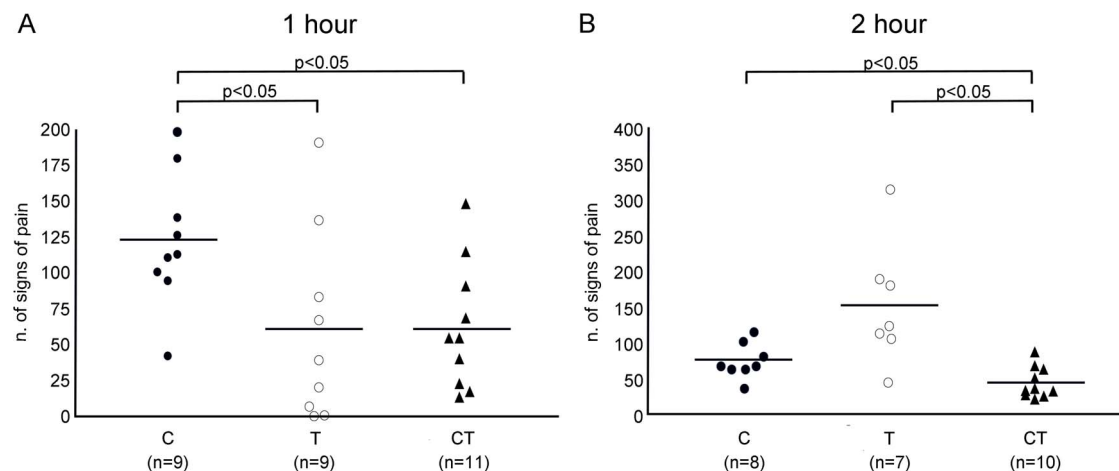 A
1 hour
p<0.05
p<0.05
n. of signs of pain
200
175
150
125
100
75
50
25
0
C
T
CT
(n=9)
(n=9)
(n=11)
B
2 hour
p<0.05
p<0.05
n. of signs of pain
400
350
300
250
200
150
100
50
0
C
T
CT
(n=8)
(n=7)
(n=10)